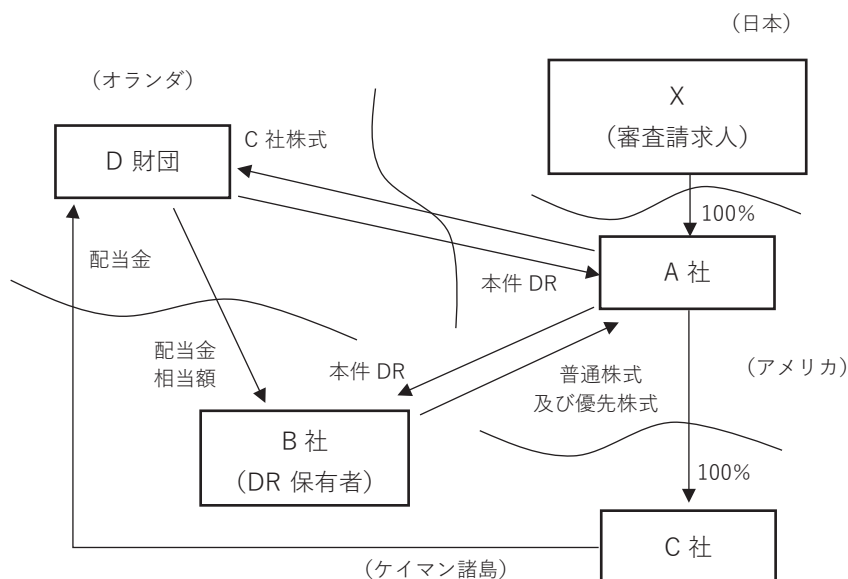 （日本）
（オランダ）
X
（審査請求人）
D 財団
C 社株式
100%
配当金
本件 DR
A 社
配当金
相当額
本件 DR
普通株式
及び優先株式
（アメリカ）
B 社
（DR 保有者）
100%
C 社
（ケイマン諸島）